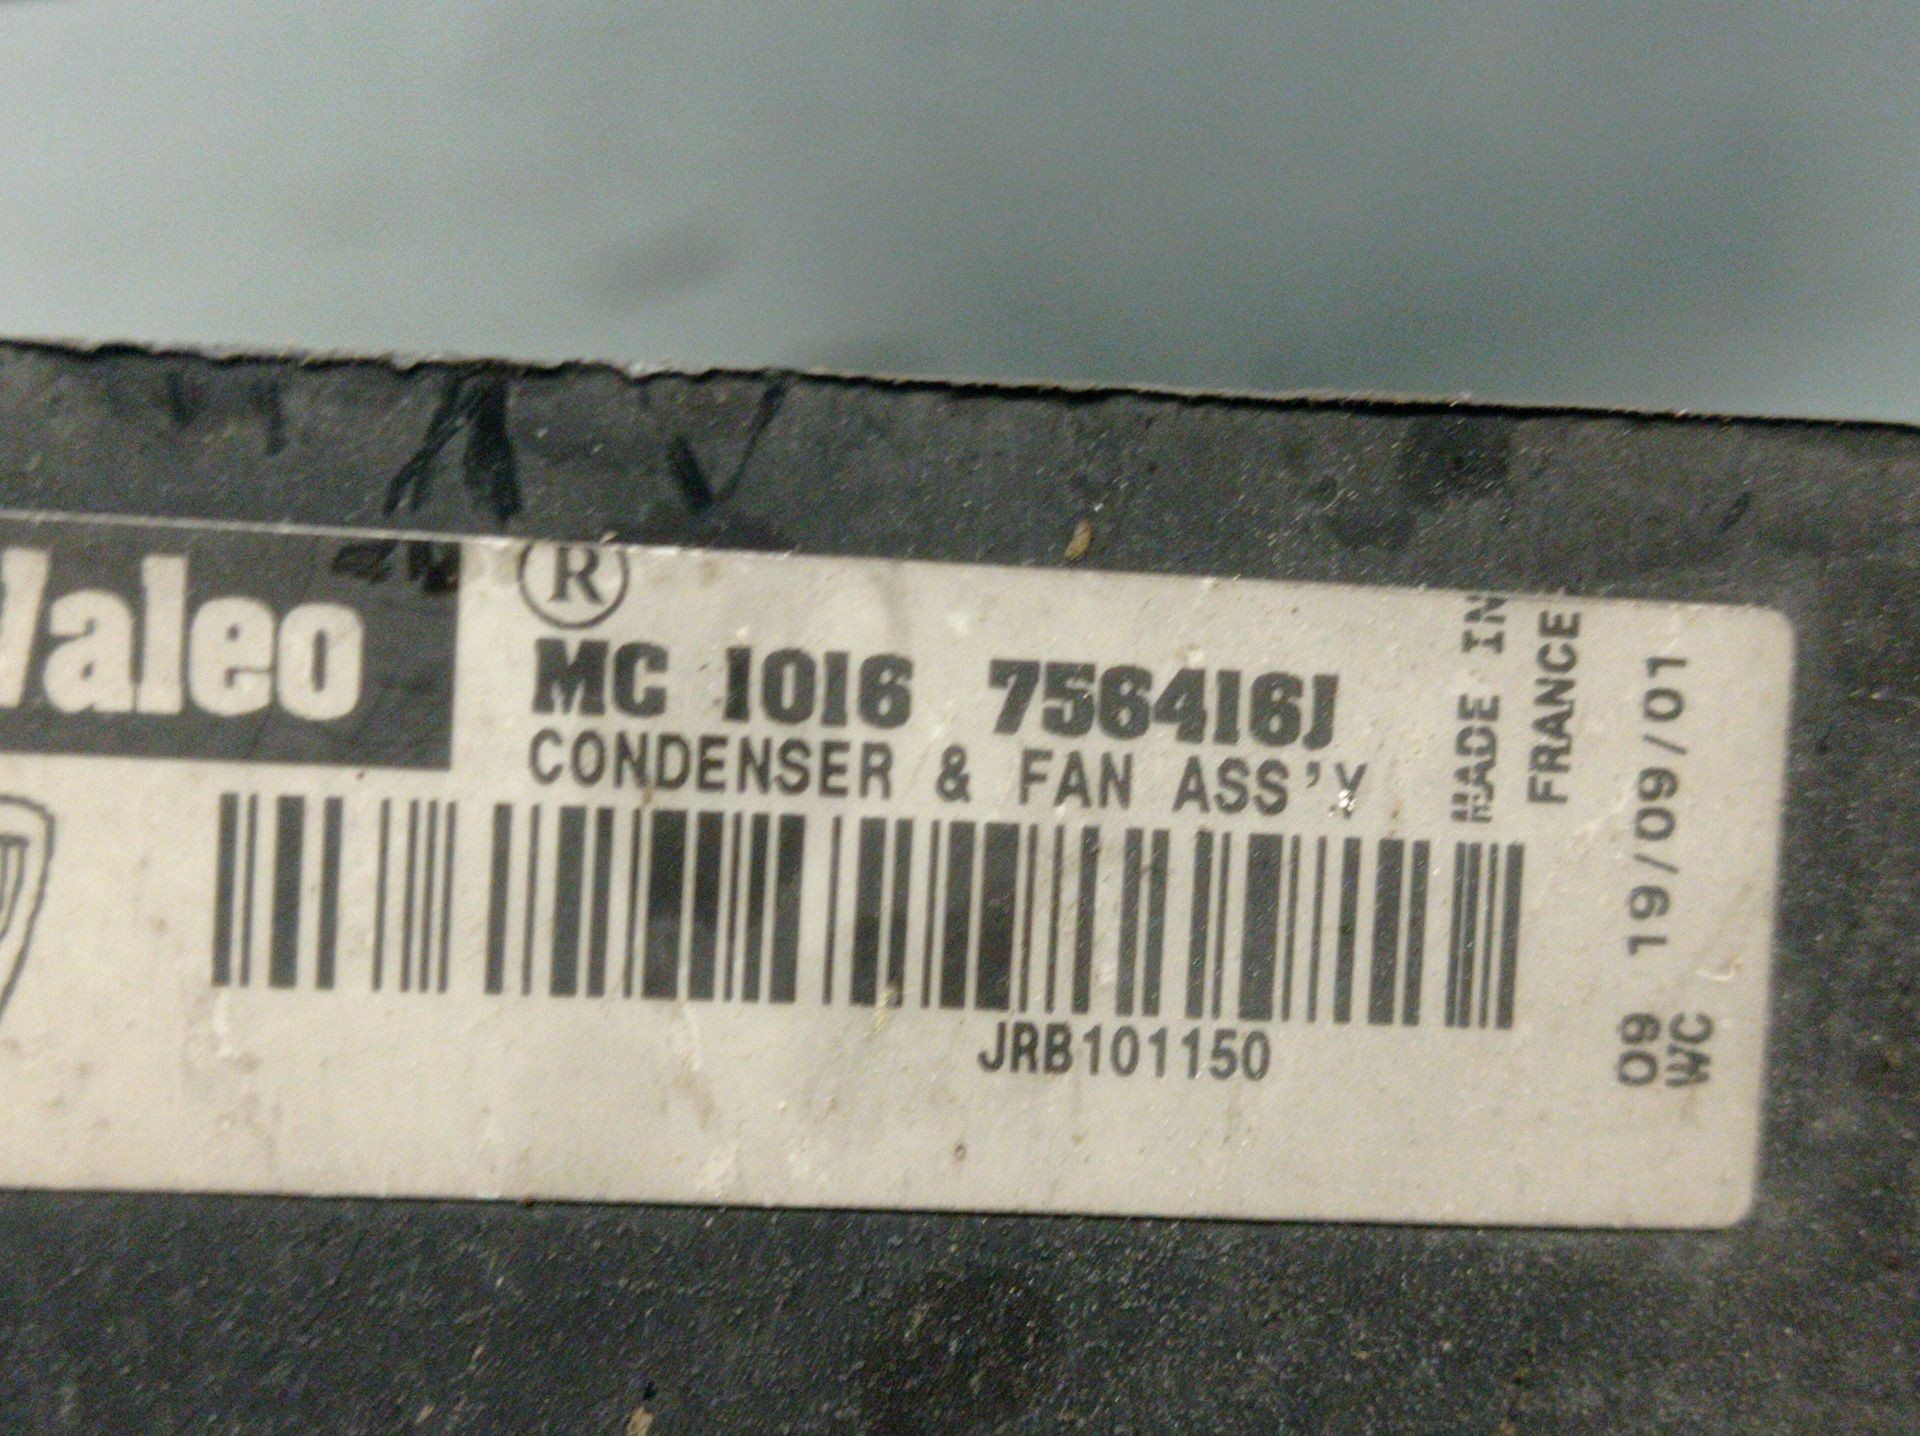 Valeo
®
MC 1016 756416J
CONDENSER & FAN ASS'Y
JRB101150
MADE IN
FRANCE
09 19/09/01
WC